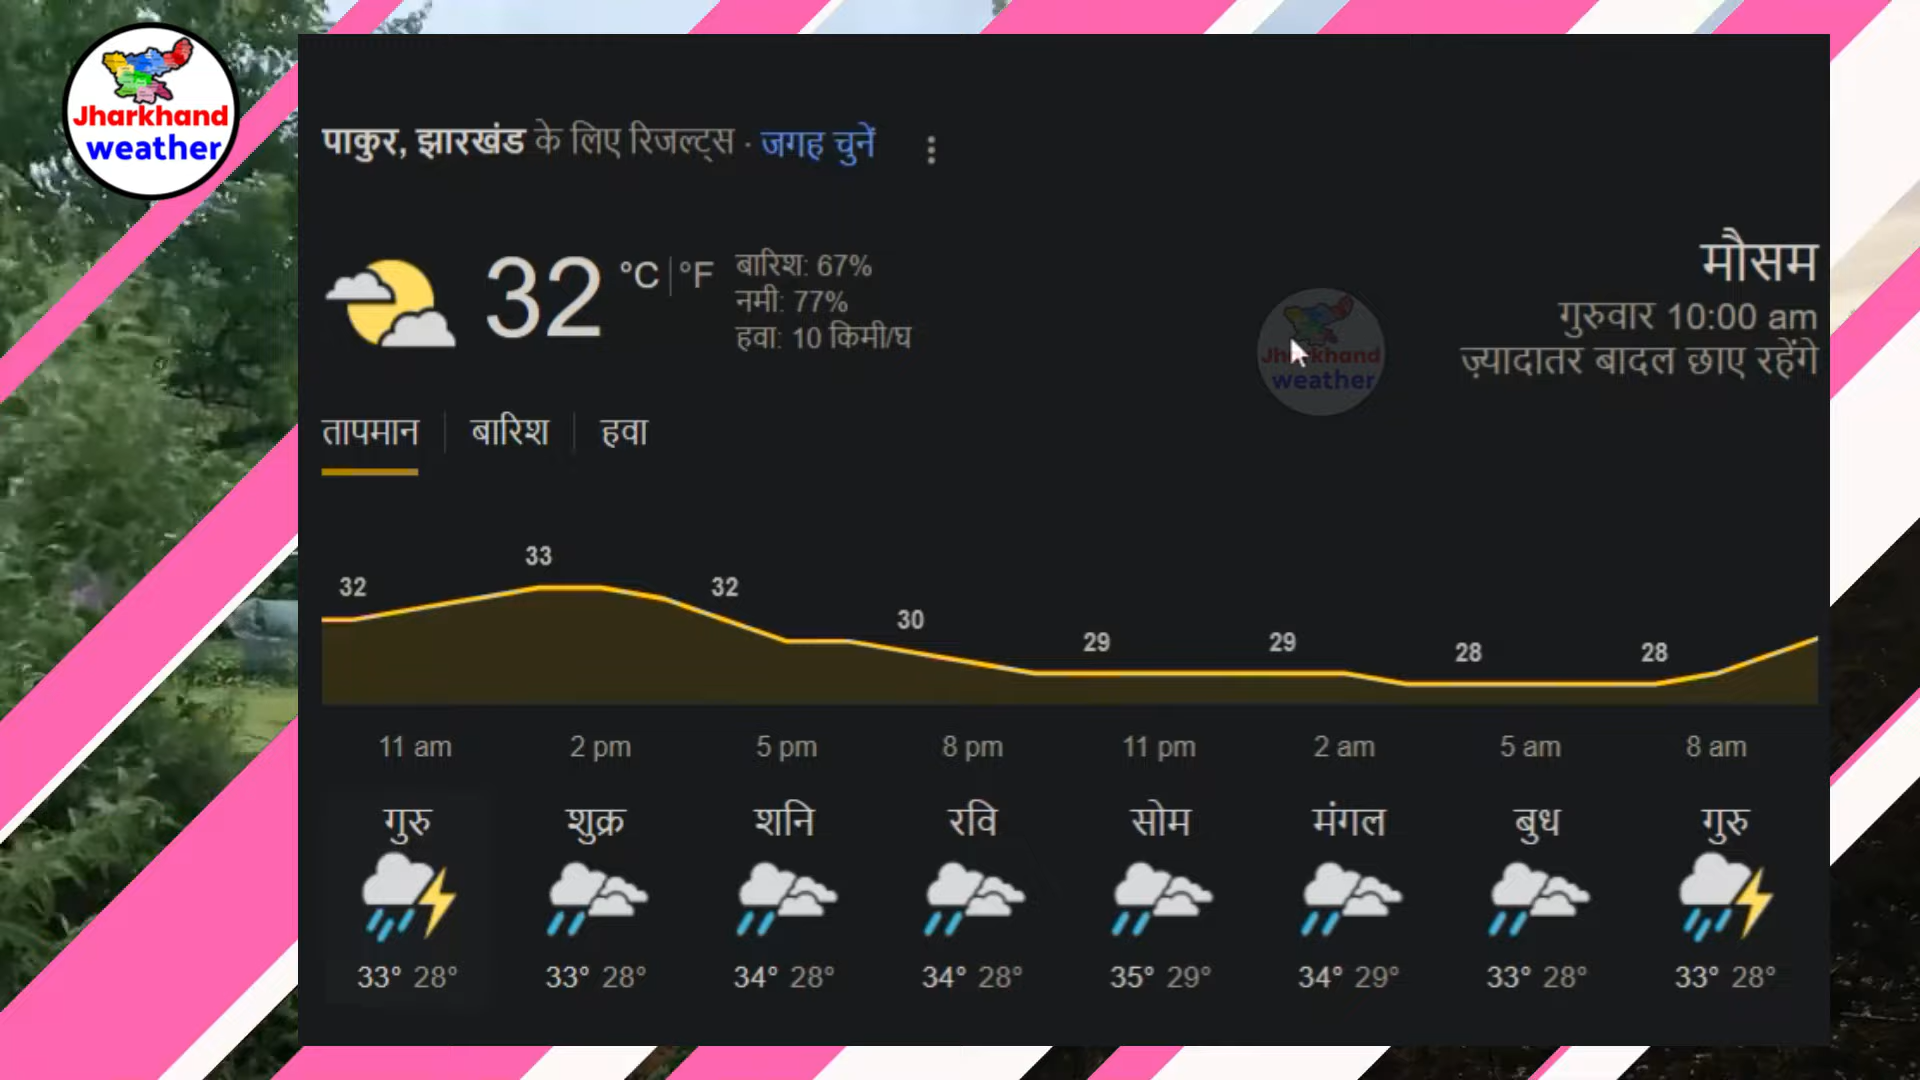 Jharkhand
weather
पाकुर, झारखंड के लिए रिजल्ट्स · जगह चुनें
32 °C | °F
बारिश: 67%
नमी: 77%
हवा: 10 किमी/घ
मौसम
गुरुवार 10:00 am
ज़्यादातर बादल छाए रहेंगे
Jharkhand
weather
तापमान | बारिश | हवा
32 33 32 30 29 29 28 28
11 am 2 pm 5 pm 8 pm 11 pm 2 am 5 am 8 am
गुरु शुक्र शनि रवि सोम मंगल बुध गुरु
33° 28° 33° 28° 34° 28° 34° 28° 35° 29° 34° 29° 33° 28° 33° 28°